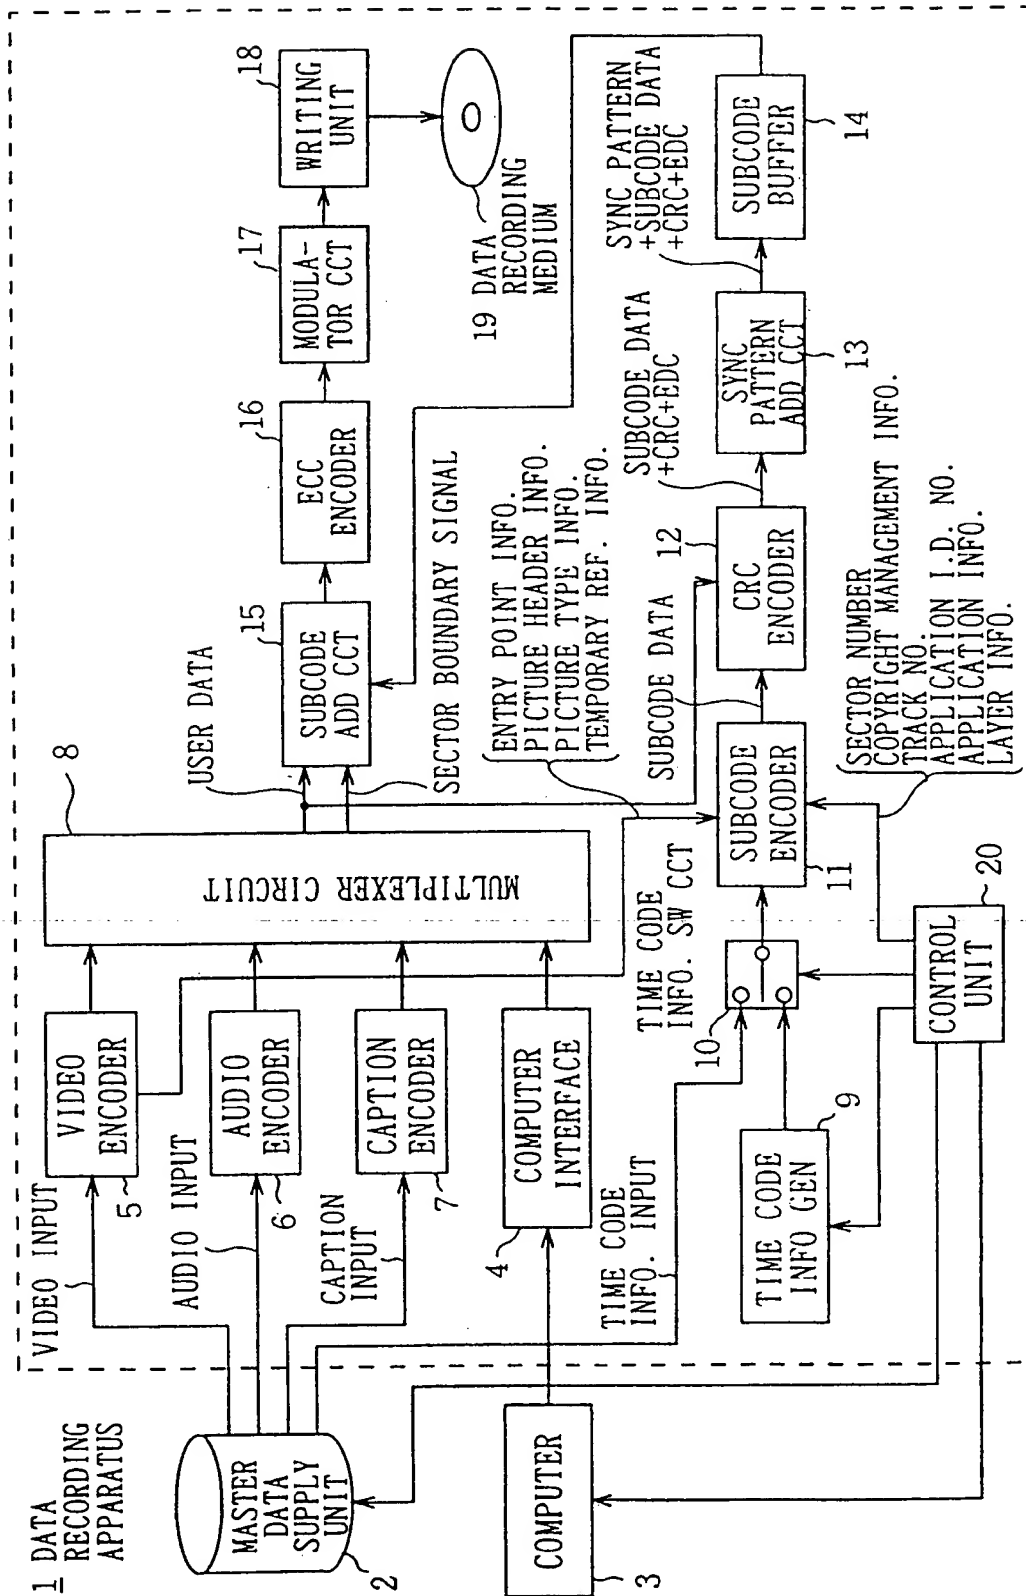 1 DATA
RECORDING
APPARATUS
MASTER
DATA
SUPPLY
UNIT
2
COMPUTER
3
VIDEO INPUT
AUDIO INPUT
CAPTION
INPUT
TIME CODE
INFO. INPUT
VIDEO
ENCODER
5
AUDIO
ENCODER
6
CAPTION
ENCODER
7
COMPUTER
INTERFACE
4
TIME CODE
INFO GEN
9
TIME CODE
INFO. SW CCT
10
CONTROL
UNIT
20
MULTIPLEXER CIRCUIT
8
USER DATA
SECTOR BOUNDARY SIGNAL
ENTRY POINT INFO.
PICTURE HEADER INFO.
PICTURE TYPE INFO.
TEMPORARY REF. INFO.
SUBCODE
ENCODER
11
SUBCODE DATA
SECTOR NUMBER
COPYRIGHT MANAGEMENT INFO.
TRACK NO.
APPLICATION I.D. NO.
APPLICATION INFO.
LAYER INFO.
CRC
ENCODER
12
SUBCODE DATA
+CRC+EDC
SYNC
PATTERN
ADD CCT
13
SYNC PATTERN
+SUBCODE DATA
+CRC+EDC
SUBCODE
BUFFER
14
SUBCODE
ADD CCT
15
ECC
ENCODER
16
MODULA-
TOR CCT
17
WRITING
UNIT
18
19 DATA
RECORDING
MEDIUM